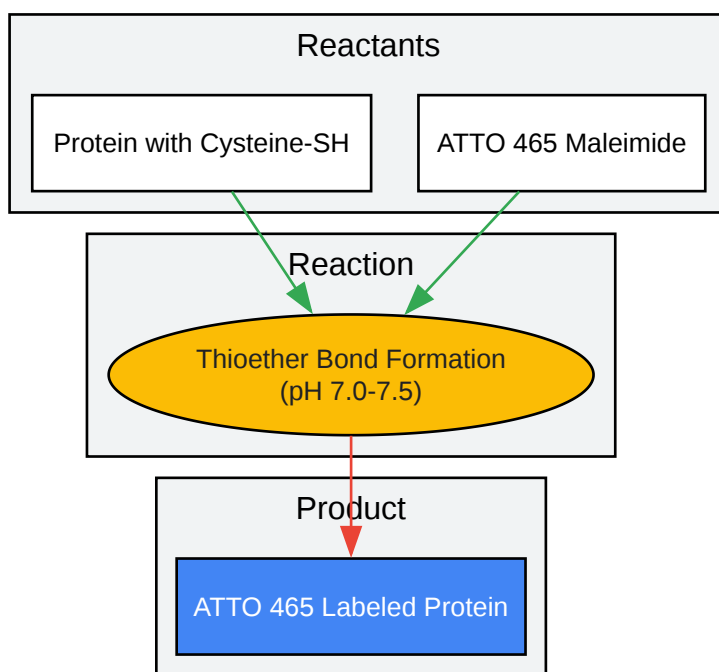 Reactants
Protein with Cysteine-SH
ATTO 465 Maleimide
Reaction
Thioether Bond Formation
(pH 7.0-7.5)
Product
ATTO 465 Labeled Protein